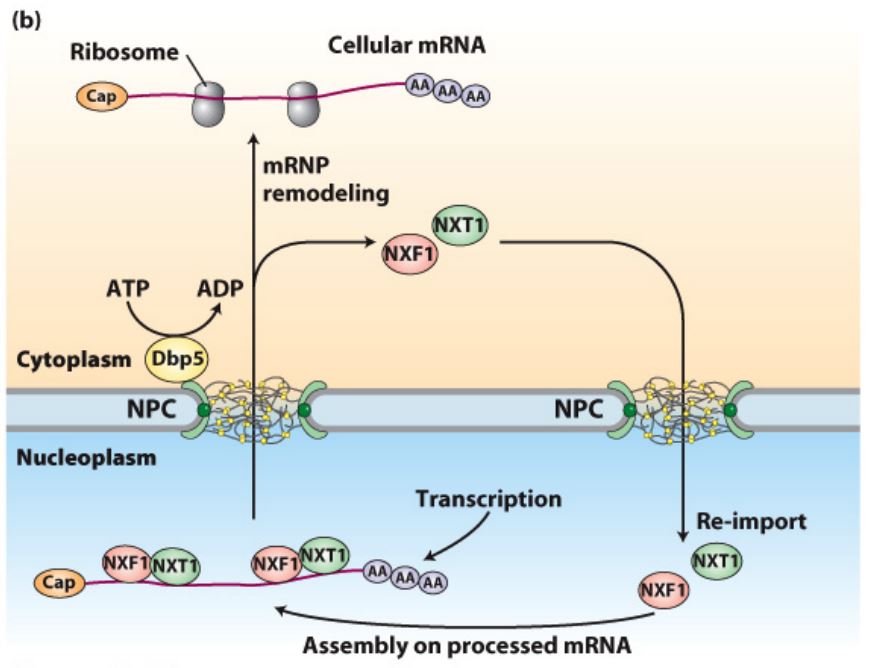 (b)
Ribosome
Cellular mRNA
Cap
AA
AA
AA
mRNP
remodeling
NXT1
NXF1
ATP
ADP
Cytoplasm
Dbp5
NPC
NPC
Nucleoplasm
Transcription
Re-import
NXF1
NXT1
NXF1
NXT1
NXT1
Cap
AA
AA
AA
NXF1
Assembly on processed mRNA